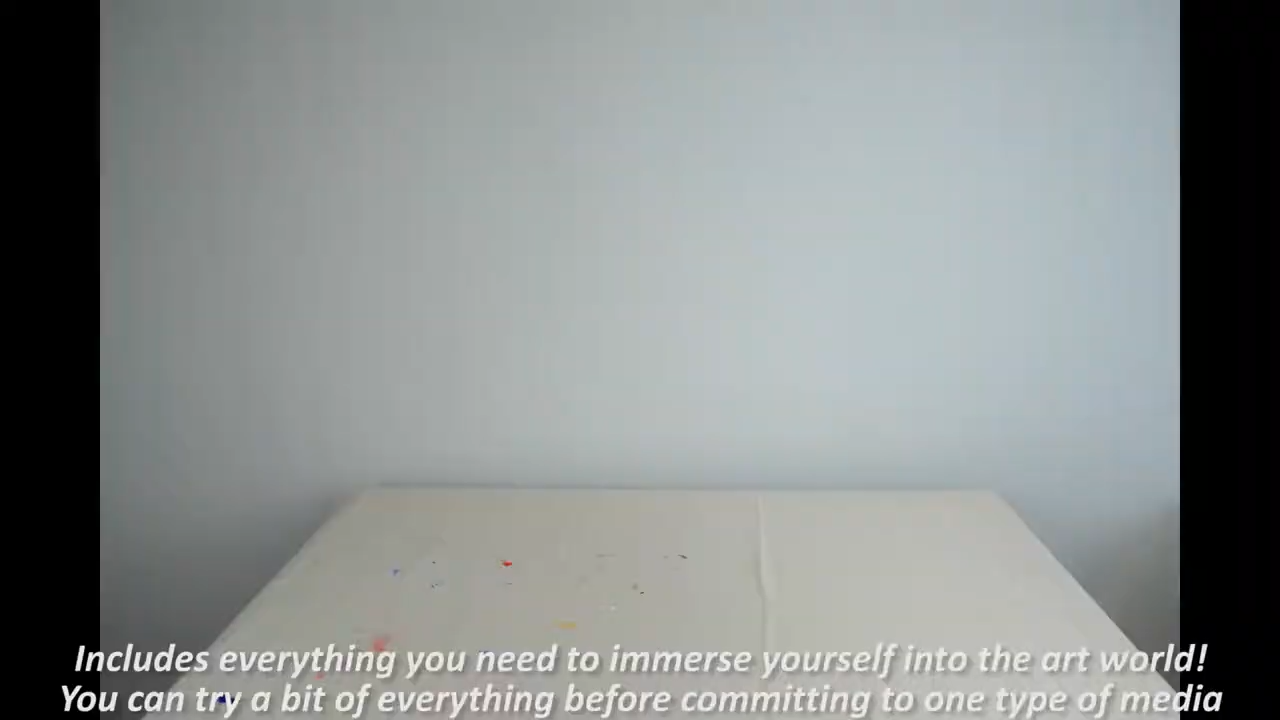 Includes everything you need to immerse yourself into the art world!
You can try a bit of everything before committing to one type of media